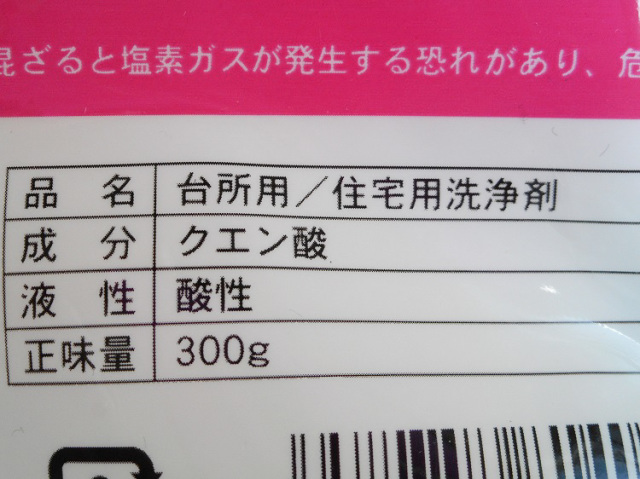 混ざると塩素ガスが発生する恐れがあり、危
品名 台所用／住宅用洗浄剤
成分 クエン酸
液性 酸性
正味量 300g